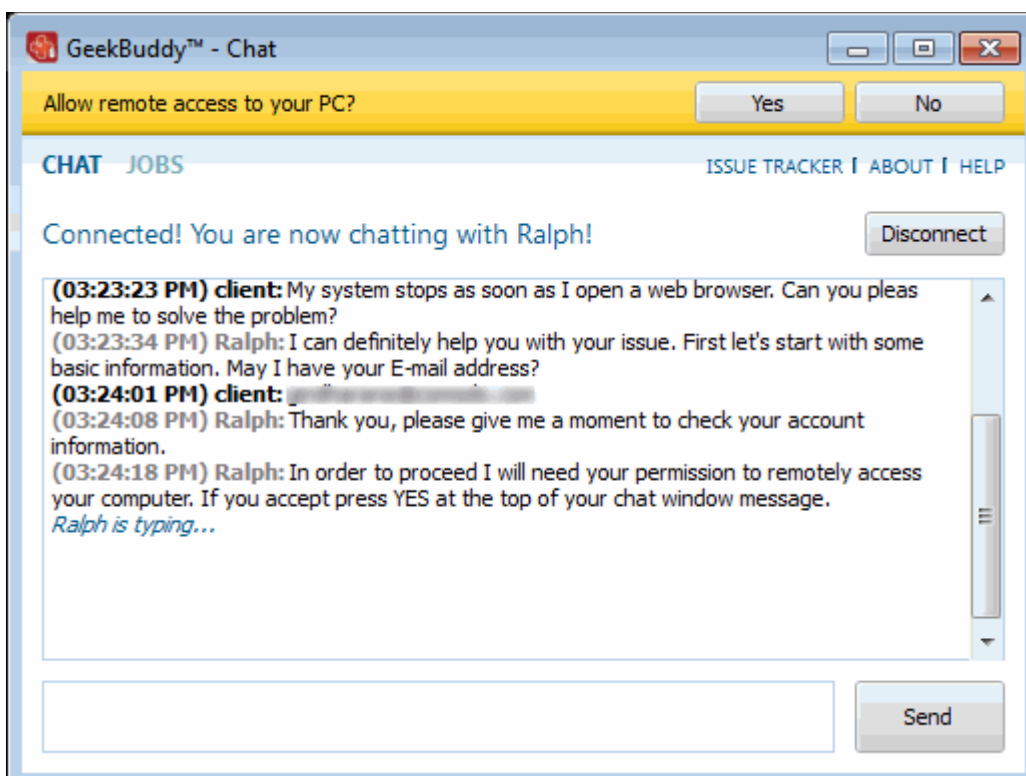 GeekBuddy™ - Chat
Allow remote access to your PC?
Yes
No
CHAT JOBS
ISSUE TRACKER | ABOUT | HELP
Connected! You are now chatting with Ralph!
Disconnect
(03:23:23 PM) client: My system stops as soon as I open a web browser. Can you pleas
help me to solve the problem?
(03:23:34 PM) Ralph: I can definitely help you with your issue. First let's start with some
basic information. May I have your E-mail address?
(03:24:01 PM) client:
(03:24:08 PM) Ralph: Thank you, please give me a moment to check your account
information.
(03:24:18 PM) Ralph: In order to proceed I will need your permission to remotely access
your computer. If you accept press YES at the top of your chat window message.
Ralph is typing...
Send